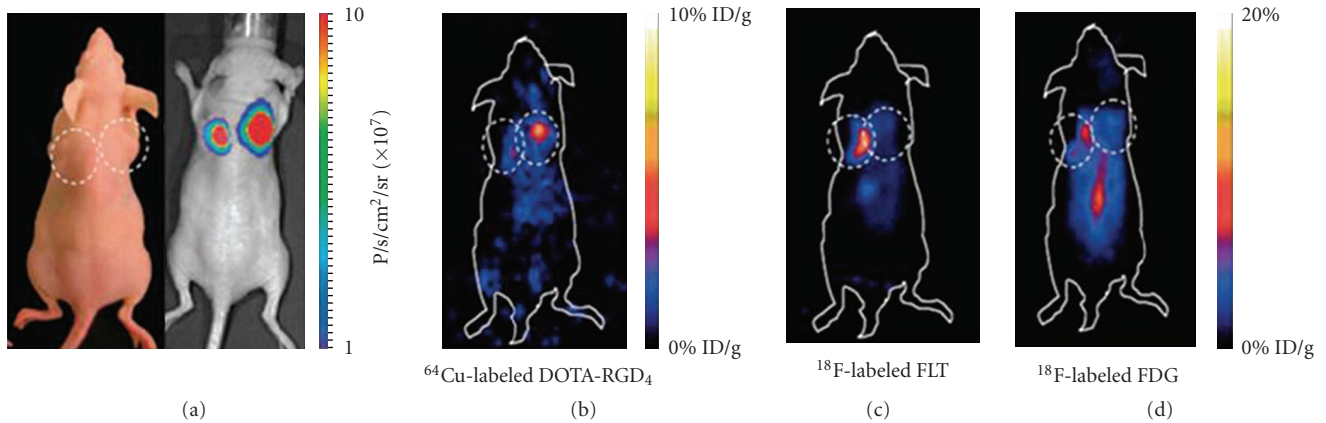 10
P/s/cm²/sr (×10⁷)
1
10% ID/g
0% ID/g
20%
0% ID/g
⁶⁴Cu-labeled DOTA-RGD₄
¹⁸F-labeled FLT
¹⁸F-labeled FDG
(a)
(b)
(c)
(d)